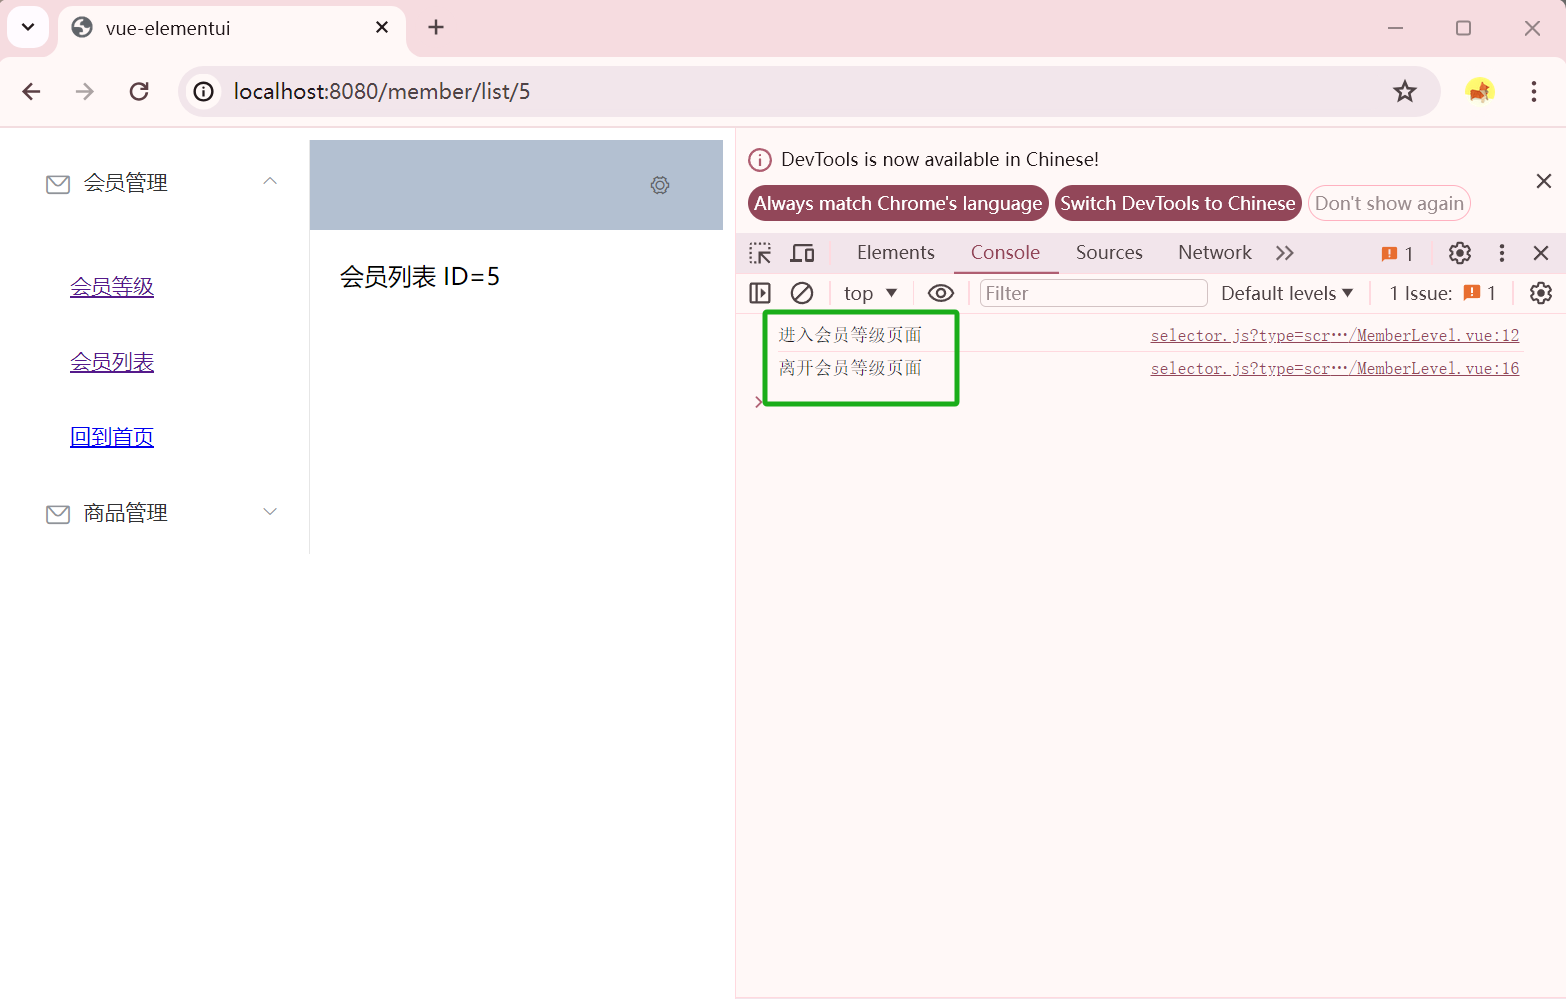 vue-elementui
localhost:8080/member/list/5
会员管理
会员等级
会员列表
回到首页
商品管理
会员列表 ID=5
DevTools is now available in Chinese!
Always match Chrome's language Switch DevTools to Chinese Don't show again
Elements Console Sources Network 1
top Filter Default levels 1 Issue: 1
进入会员等级页面 selector.js?type=scr…/MemberLevel.vue:12
离开会员等级页面 selector.js?type=scr…/MemberLevel.vue:16